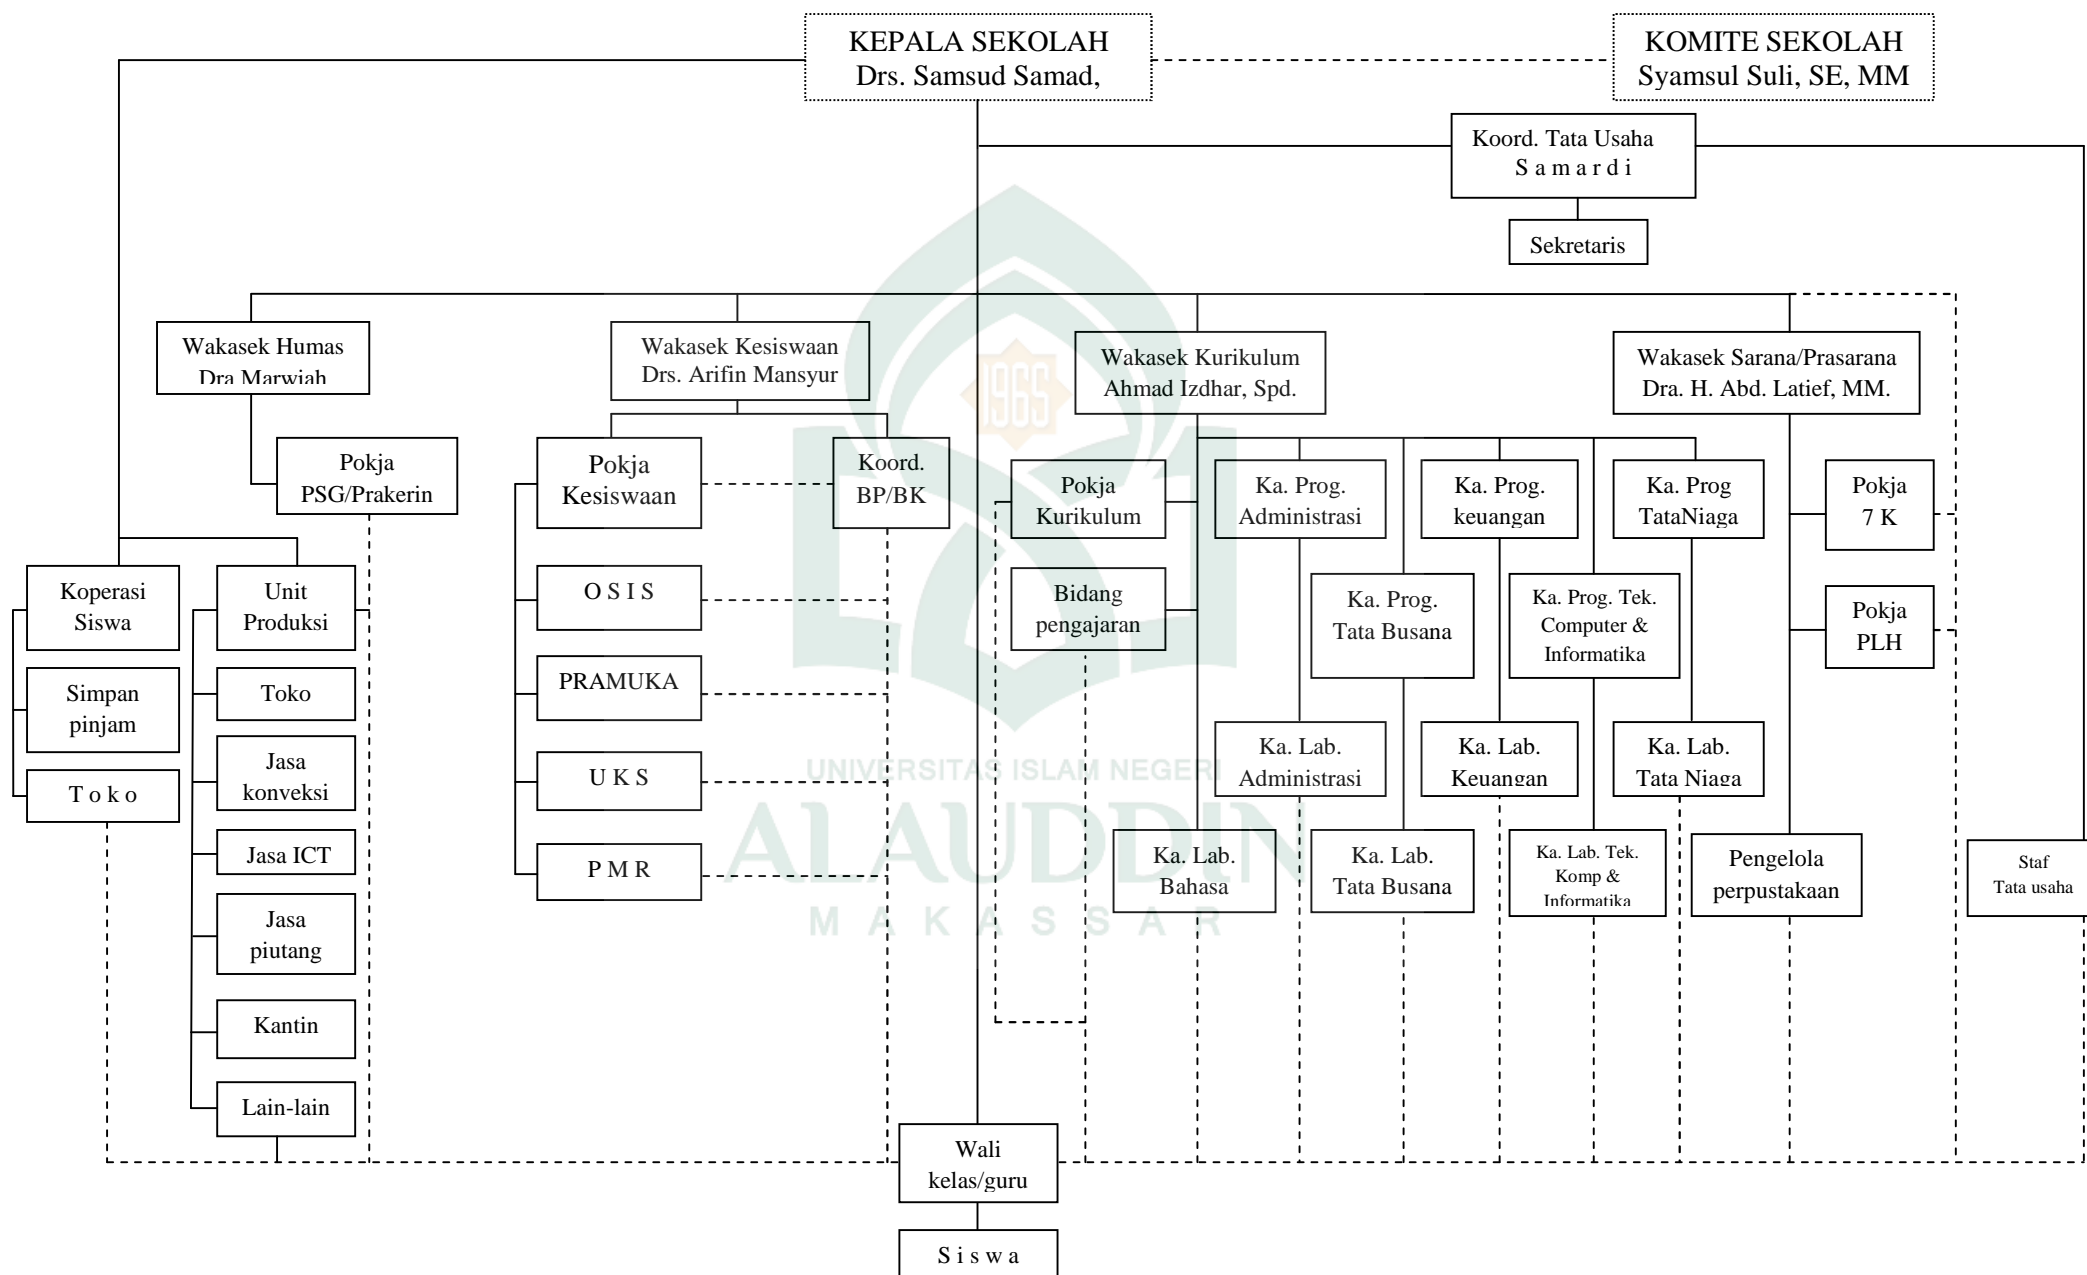 KEPALA SEKOLAH
Drs. Samsud Samad,
KOMITE SEKOLAH
Syamsul Suli, SE, MM
Koord. Tata Usaha
S a m a r d i
Sekretaris
Wakasek Humas
Dra Marwiah
Wakasek Kesiswaan
Drs. Arifin Mansyur
Wakasek Kurikulum
Ahmad Izdhar, Spd.
Wakasek Sarana/Prasarana
Dra. H. Abd. Latief, MM.
1965
Pokja
PSG/Prakerin
Pokja
Kesiswaan
Koord.
BP/BK
Pokja
Kurikulum
Ka. Prog.
Administrasi
Ka. Prog.
keuangan
Ka. Prog
TataNiaga
Pokja
7 K
Koperasi
Siswa
Unit
Produksi
O S I S
Bidang
pengajaran
Ka. Prog.
Tata Busana
Ka. Prog. Tek.
Computer &
Informatika
Pokja
PLH
Simpan
pinjam
Toko
PRAMUKA
T o k o
Jasa
konveksi
U K S
Ka. Lab.
Administrasi
Ka. Lab.
Keuangan
Ka. Lab.
Tata Niaga
UNIVERSITAS ISLAM NEGERI
ALAUDDIN
MAKASSAR
Jasa ICT
P M R
Ka. Lab.
Bahasa
Ka. Lab.
Tata Busana
Ka. Lab. Tek.
Komp &
Informatika
Pengelola
perpustakaan
Staf
Tata usaha
Jasa
piutang
Kantin
Lain-lain
Wali
kelas/guru
S i s w a